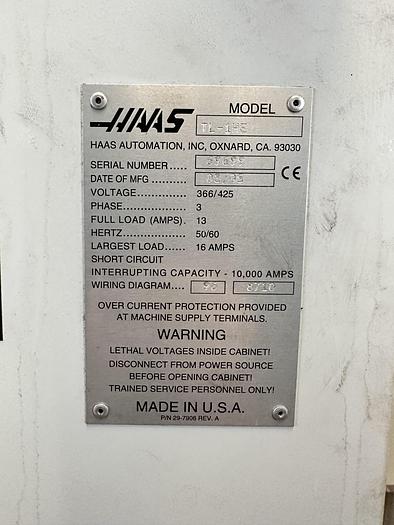 HAAS
MODEL
HAAS AUTOMATION, INC, OXNARD, CA. 93030
SERIAL NUMBER.....
DATE OF MFG ..........
CE
VOLTAGE............... 366/425
PHASE.................... 3
FULL LOAD (AMPS). 13
HERTZ................... 50/60
LARGEST LOAD...... 16 AMPS
SHORT CIRCUIT
INTERRUPTING CAPACITY - 10,000 AMPS
WIRING DIAGRAM....
OVER CURRENT PROTECTION PROVIDED
AT MACHINE SUPPLY TERMINALS.
WARNING
LETHAL VOLTAGES INSIDE CABINET!
DISCONNECT FROM POWER SOURCE
BEFORE OPENING CABINET!
TRAINED SERVICE PERSONNEL ONLY!
MADE IN U.S.A.
P/N 29-7906 REV. A